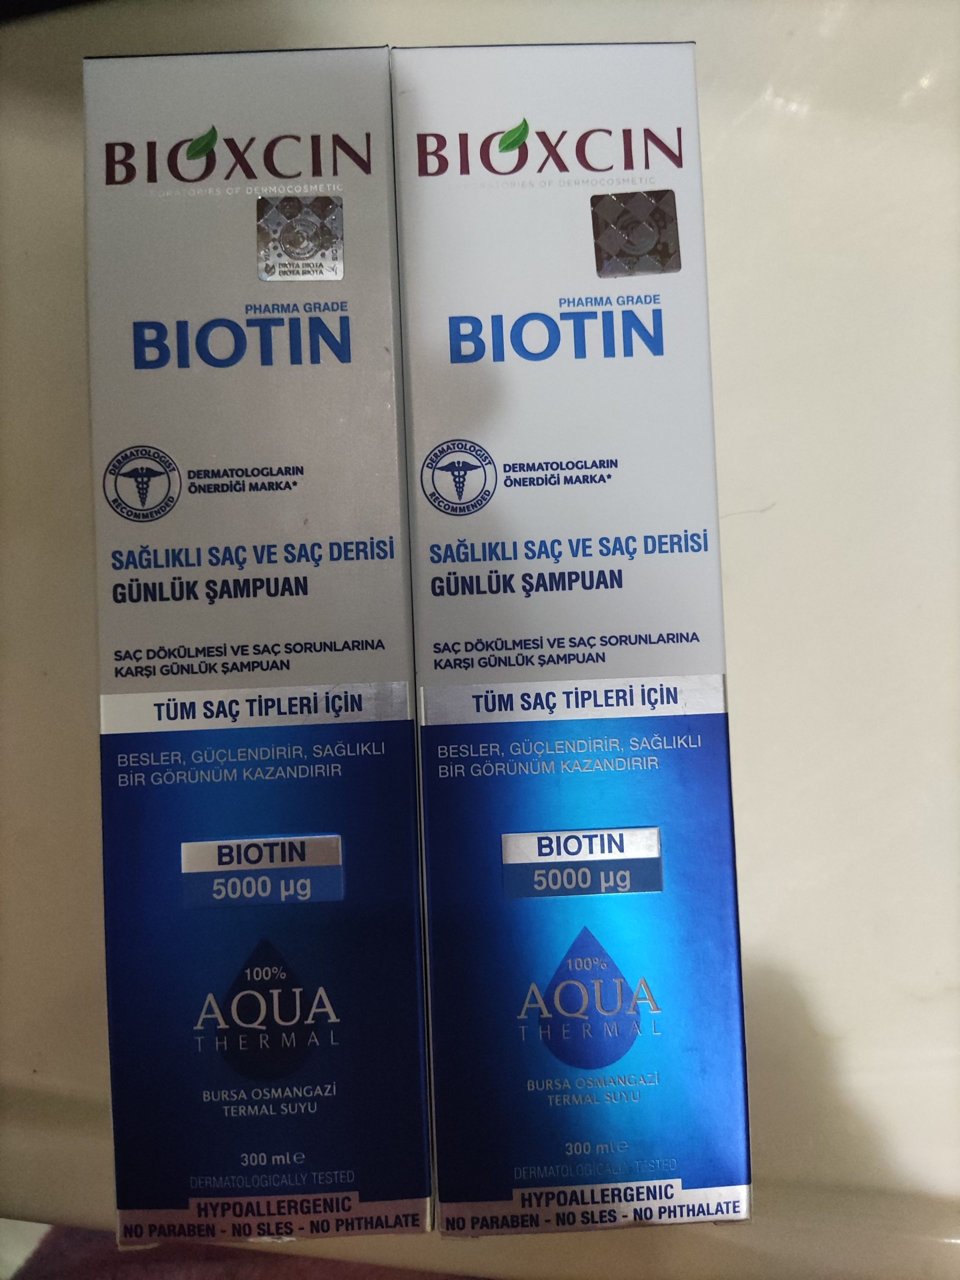 BIOXCIN
ORATORIES OF DERMOCOSMETIC
BIOTA BIOTA
BIOTA BIOTA
PHARMA GRADE
BIOTIN
DERMATOLOGIST
RECOMMENDED
DERMATOLOGLARIN
ÖNERDİĞİ MARKA*
SAĞLIKLI SAÇ VE SAÇ DERİSİ
GÜNLÜK ŞAMPUAN
SAÇ DÖKÜLMESİ VE SAÇ SORUNLARINA
KARŞI GÜNLÜK ŞAMPUAN
TÜM SAÇ TİPLERİ İÇİN
BESLER, GÜÇLENDİRİR, SAĞLIKLI
BİR GÖRÜNÜM KAZANDIRIR
BIOTIN
5000 µg
100%
AQUA
THERMAL
BURSA OSMANGAZİ
TERMAL SUYU
300 ml e
DERMATOLOGICALLY TESTED
HYPOALLERGENIC
NO PARABEN - NO SLES - NO PHTHALATE
BIOXCIN
ORATORIES OF DERMOCOSMETIC
PHARMA GRADE
BIOTIN
DERMATOLOGIST
RECOMMENDED
DERMATOLOGLARIN
ÖNERDİĞİ MARKA*
SAĞLIKLI SAÇ VE SAÇ DERİSİ
GÜNLÜK ŞAMPUAN
SAÇ DÖKÜLMESİ VE SAÇ SORUNLARINA
KARŞI GÜNLÜK ŞAMPUAN
TÜM SAÇ TİPLERİ İÇİN
BESLER, GÜÇLENDİRİR, SAĞLIKLI
BİR GÖRÜNÜM KAZANDIRIR
BIOTIN
5000 µg
100%
AQUA
THERMAL
BURSA OSMANGAZİ
TERMAL SUYU
300 ml e
DERMATOLOGICALLY TESTED
HYPOALLERGENIC
NO PARABEN - NO SLES - NO PHTHALATE